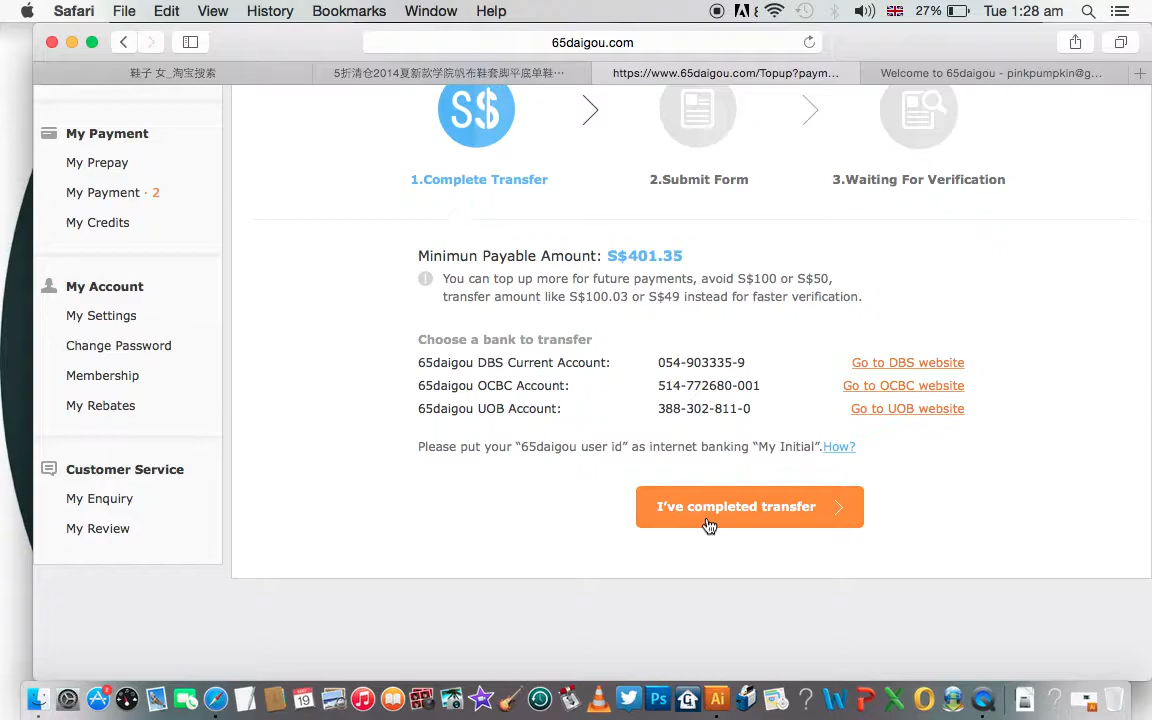 Safari File Edit View History Bookmarks Window Help 27% Tue 1:28 am
65daigou.com
鞋子 女_淘宝搜索 5折清仓2014夏新款学院帆布鞋套脚平底单鞋… https://www.65daigou.com/Topup?paym... Welcome to 65daigou - pinkpumpkin@g...
My Payment
My Prepay
My Payment · 2
My Credits
My Account
My Settings
Change Password
Membership
My Rebates
Customer Service
My Enquiry
My Review
S$
1.Complete Transfer 2.Submit Form 3.Waiting For Verification
Minimun Payable Amount: S$401.35
! You can top up more for future payments, avoid S$100 or S$50,
transfer amount like S$100.03 or S$49 instead for faster verification.
Choose a bank to transfer
65daigou DBS Current Account: 054-903335-9 Go to DBS website
65daigou OCBC Account: 514-772680-001 Go to OCBC website
65daigou UOB Account: 388-302-811-0 Go to UOB website
Please put your “65daigou user id” as internet banking “My Initial”.How?
I’ve completed transfer